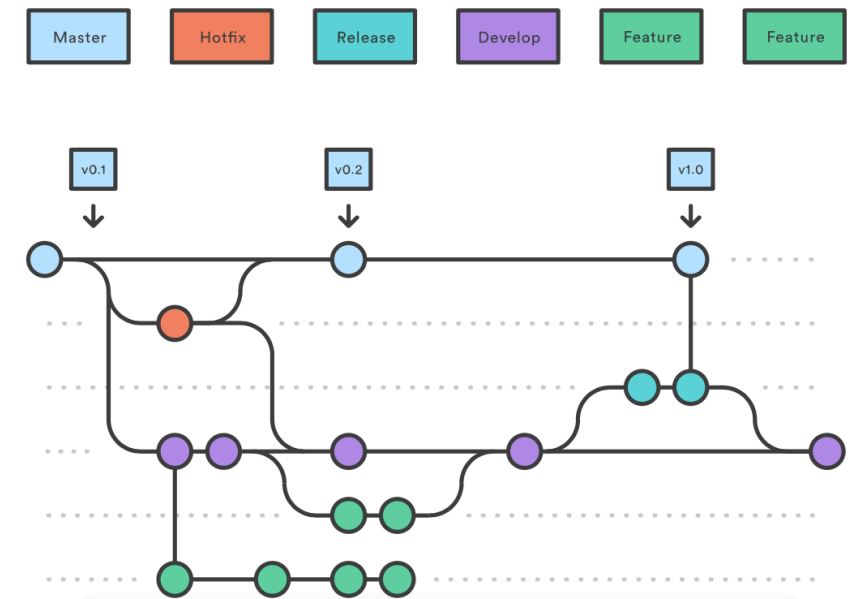 Master
Hotfix
Release
Develop
Feature
Feature
v0.1
v0.2
v1.0